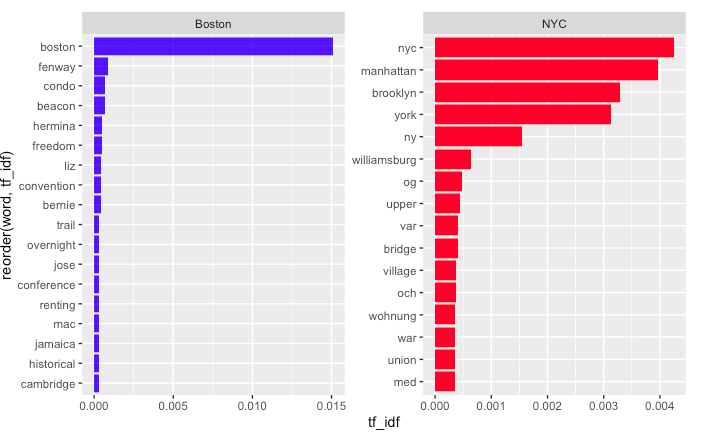 Boston
NYC
reorder(word, tf_idf)
boston
fenway
condo
beacon
hermina
freedom
liz
convention
bernie
trail
overnight
jose
conference
renting
mac
jamaica
historical
cambridge
0.000 0.005 0.010 0.015
nyc
manhattan
brooklyn
york
ny
williamsburg
og
upper
var
bridge
village
och
wohnung
war
union
med
0.000 0.001 0.002 0.003 0.004
tf_idf